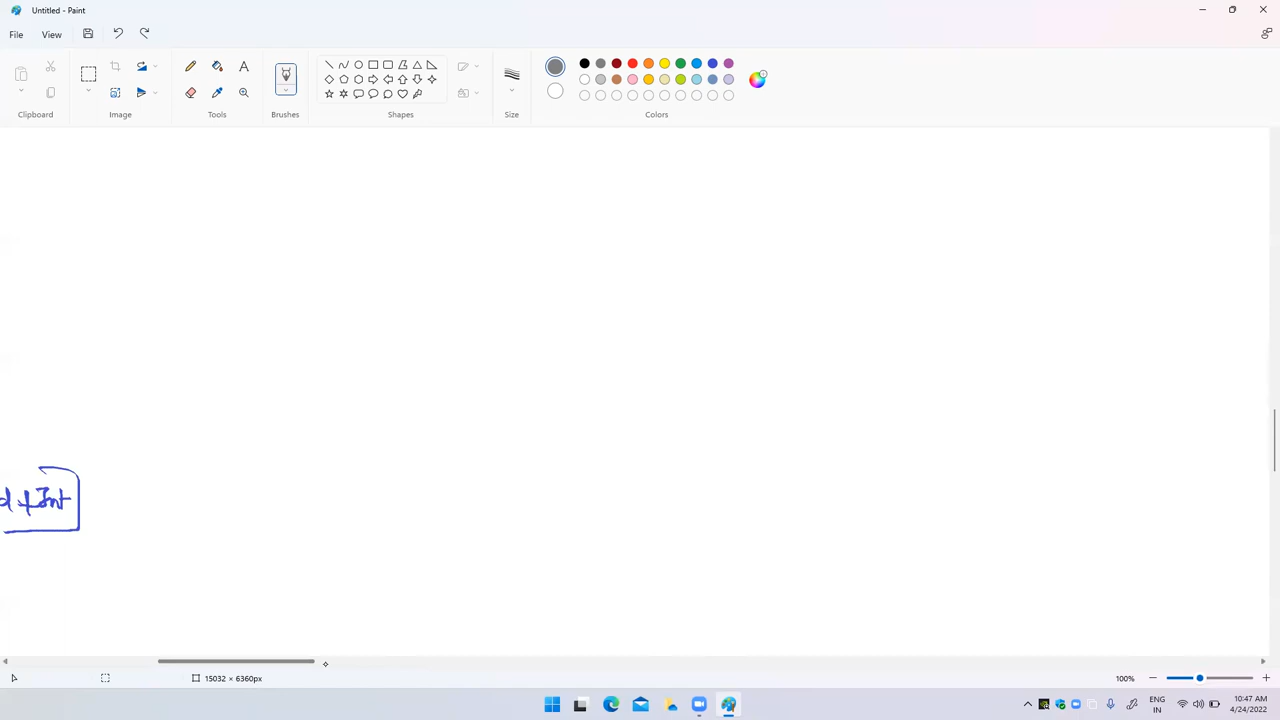 Untitled - Paint
File
View
Clipboard
Image
Tools
Brushes
Shapes
Size
Colors
d + Int
15032 × 6360px
100%
ENG
IN
10:47 AM
4/24/2022